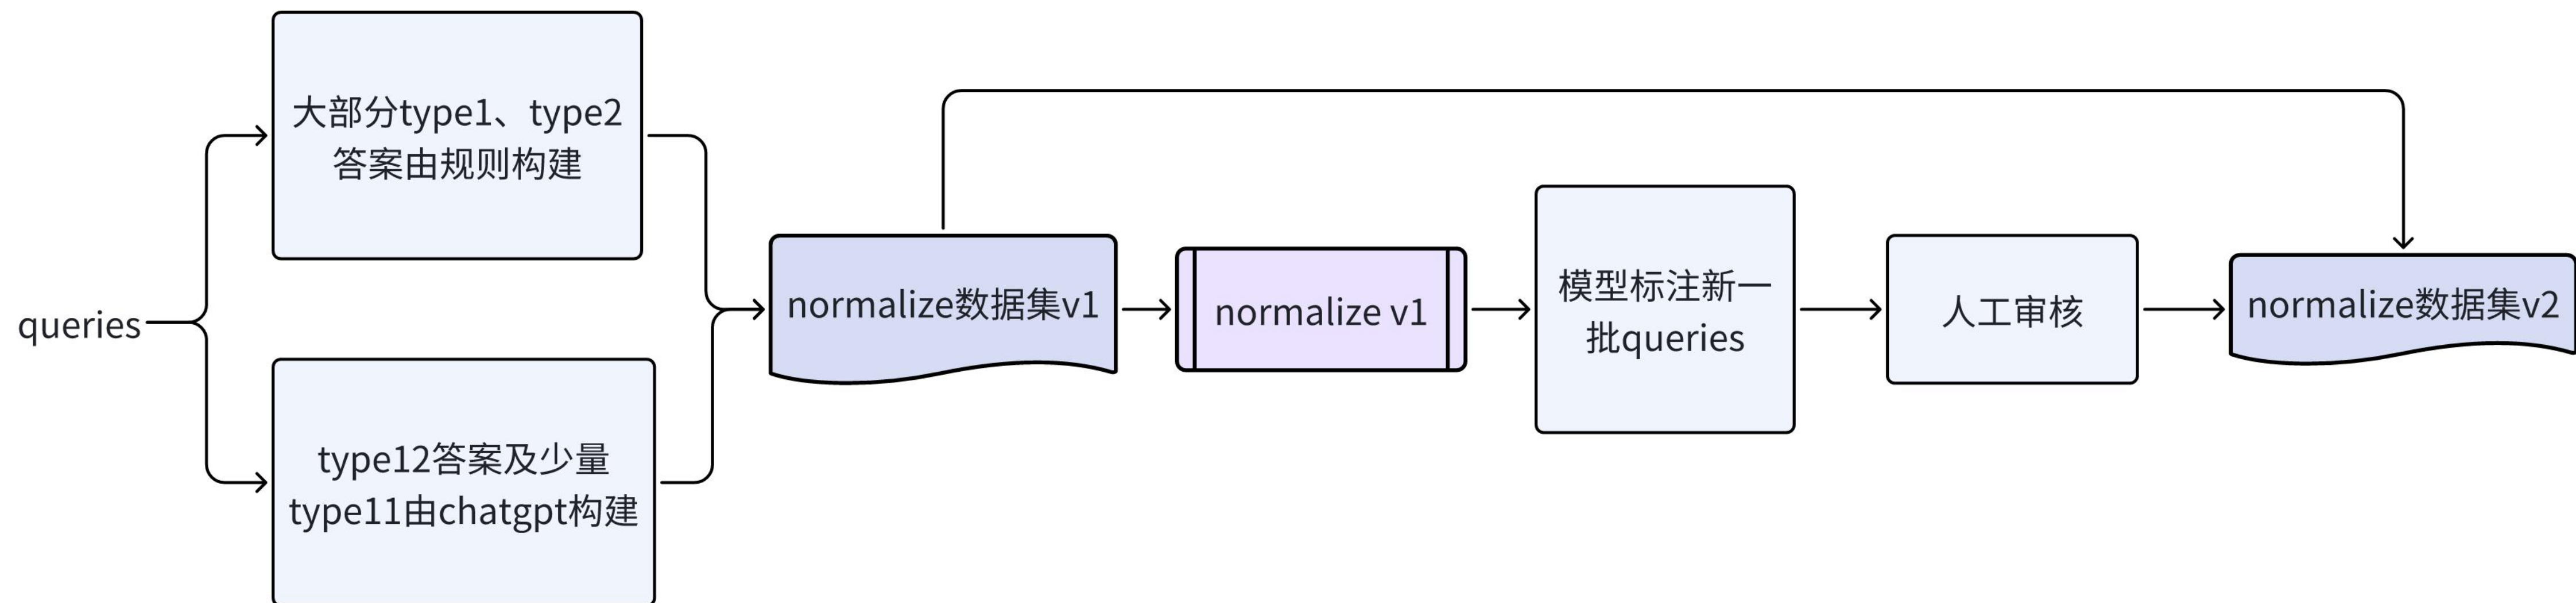 queries
大部分type1、type2
答案由规则构建
type12答案及少量
type11由chatgpt构建
normalize数据集v1
normalize v1
模型标注新一
批queries
人工审核
normalize数据集v2